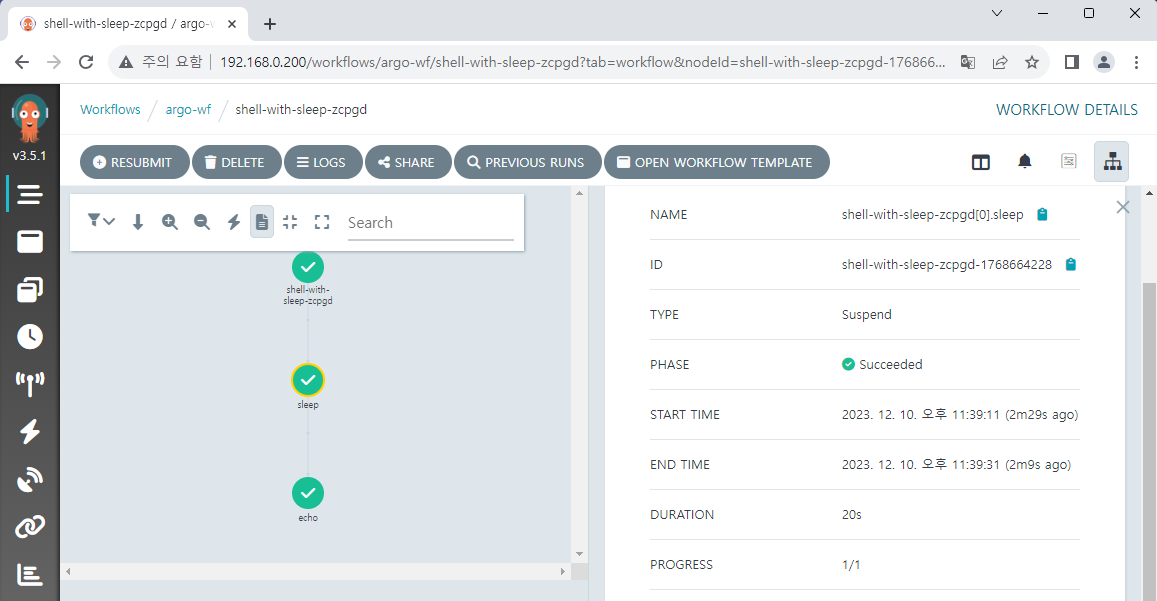 shell-with-sleep-zcpgd / argo-w
주의 요함 | 192.168.0.200/workflows/argo-wf/shell-with-sleep-zcpgd?tab=workflow&nodeId=shell-with-sleep-zcpgd-176866...
v3.5.1
Workflows / argo-wf / shell-with-sleep-zcpgd
WORKFLOW DETAILS
RESUBMIT DELETE LOGS SHARE PREVIOUS RUNS OPEN WORKFLOW TEMPLATE
Search
shell-with-
sleep-zcpgd
sleep
echo
NAME shell-with-sleep-zcpgd[0].sleep
ID shell-with-sleep-zcpgd-1768664228
TYPE Suspend
PHASE Succeeded
START TIME 2023. 12. 10. 오후 11:39:11 (2m29s ago)
END TIME 2023. 12. 10. 오후 11:39:31 (2m9s ago)
DURATION 20s
PROGRESS 1/1